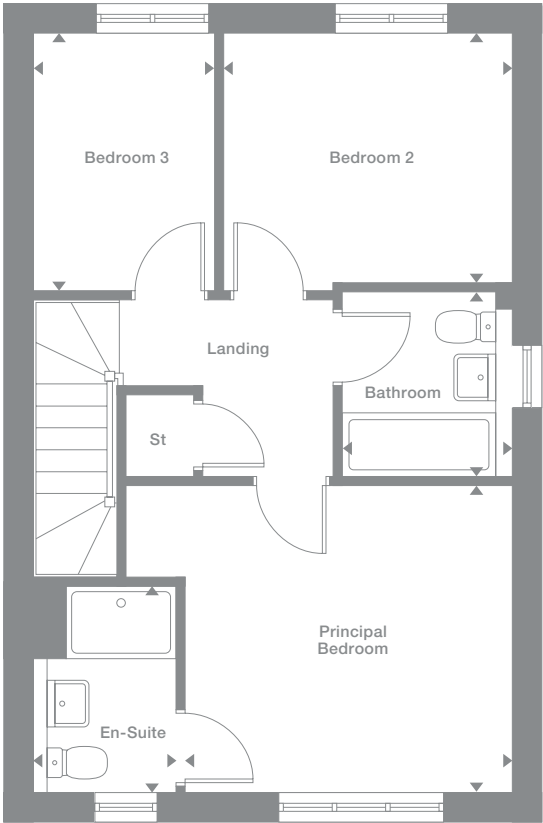 Bedroom 3
Bedroom 2
Landing
Bathroom
St
Principal
Bedroom
En-Suite